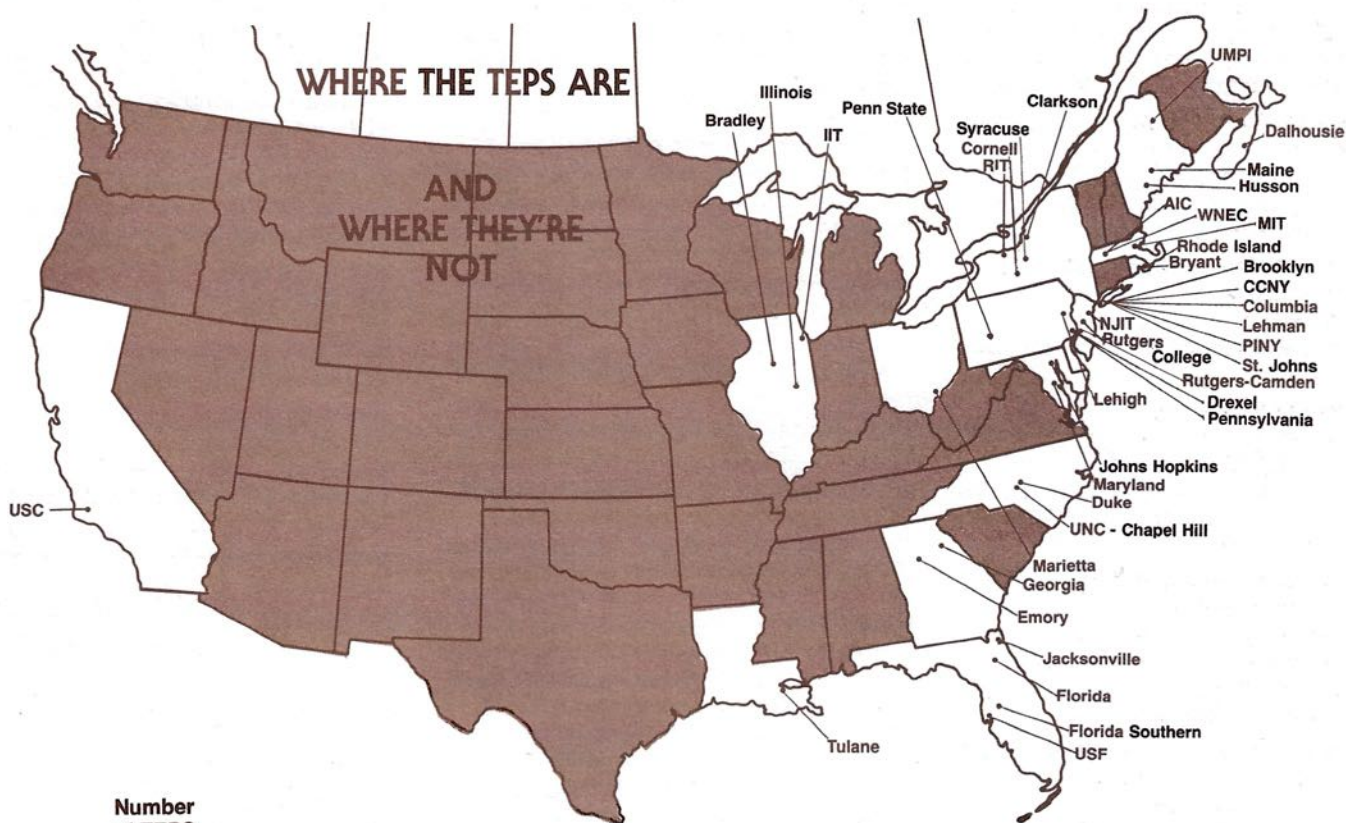 WHERE THE TEPS ARE
AND
WHERE THEY'RE
NOT
Bradley
Illinois
IIT
Penn State
Syracuse
Cornell
RIT
Clarkson
UMPI
Dalhousie
Maine
Husson
AIC
WNEC
MIT
Rhode Island
Bryant
Brooklyn
CCNY
Columbia
Lehman
PINY
St. Johns
NJIT
Rutgers
College
Rutgers-Camden
Drexel
Pennsylvania
Lehigh
Johns Hopkins
Maryland
Duke
UNC - Chapel Hill
Marietta
Georgia
Emory
Jacksonville
Florida
Florida Southern
USF
Tulane
USC
Number